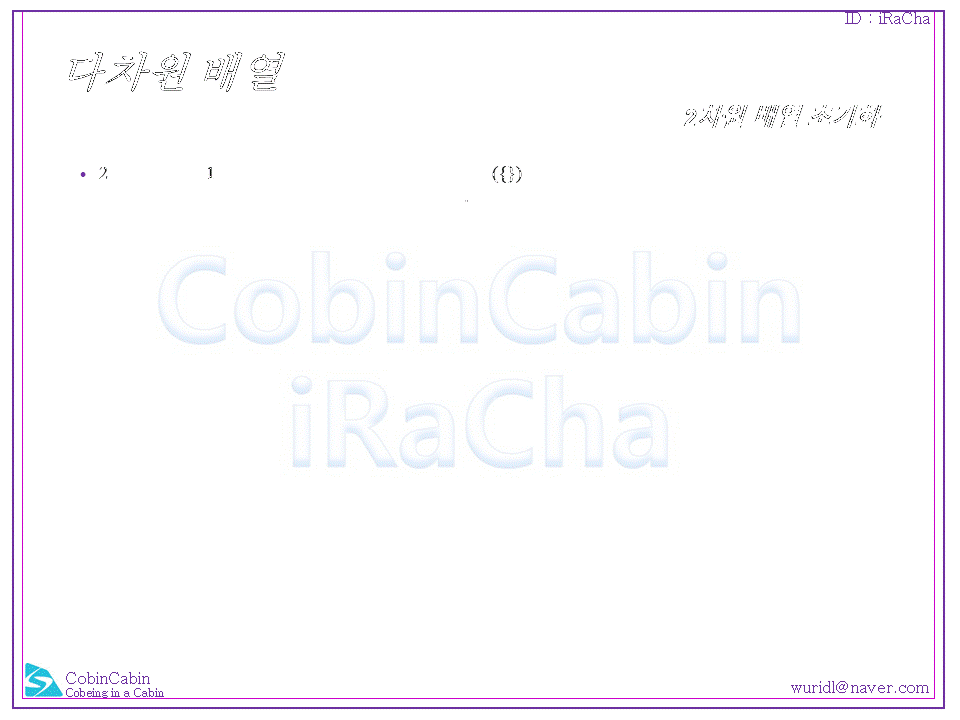 ID : iRaCha
다차원 배열
2차원 배열 초기화
• 2 1 ({})
CobinCabin
iRaCha
CobinCabin
Cobeing in a Cabin
wuridl@naver.com